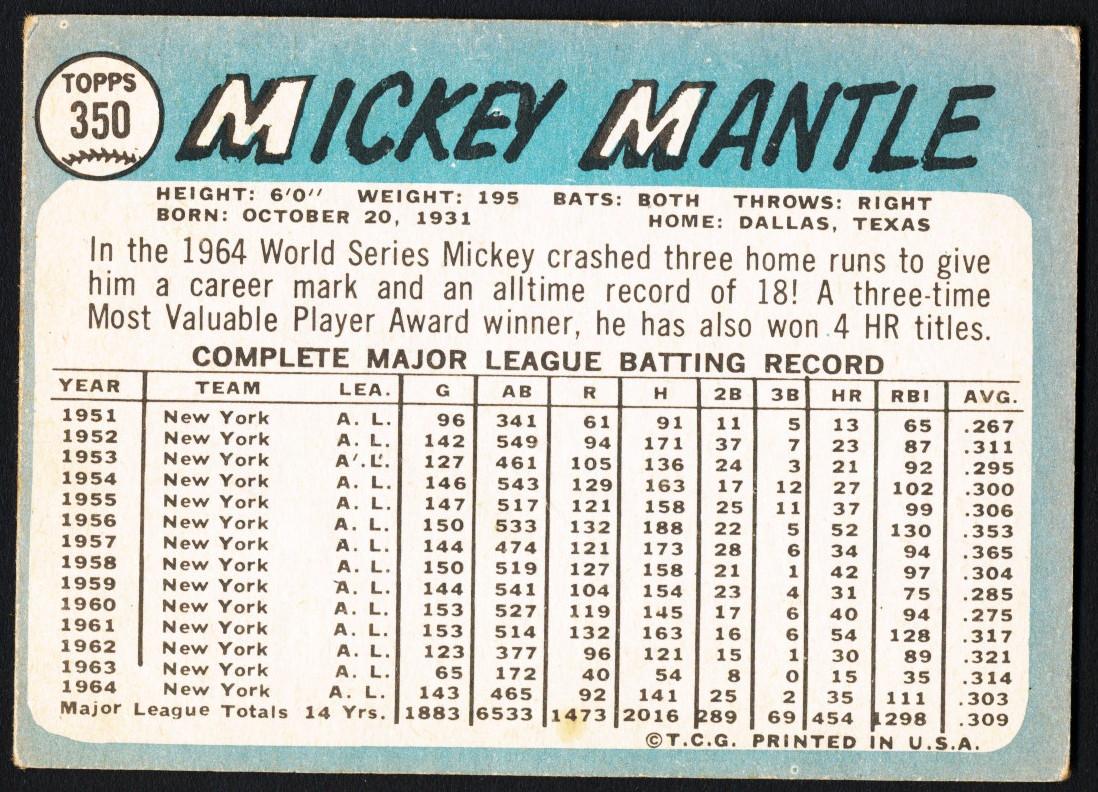 TOPPS
350
MICKEY MANTLE
HEIGHT: 6'0" WEIGHT: 195 BATS: BOTH THROWS: RIGHT
BORN: OCTOBER 20, 1931 HOME: DALLAS, TEXAS
In the 1964 World Series Mickey crashed three home runs to give
him a career mark and an alltime record of 18! A three-time
Most Valuable Player Award winner, he has also won 4 HR titles.
COMPLETE MAJOR LEAGUE BATTING RECORD
YEAR TEAM LEA. G AB R H 2B 3B HR RBI AVG.
1951 New York A. L. 96 341 61 91 11 5 13 65 .267
1952 New York A. L. 142 549 94 171 37 7 23 87 .311
1953 New York A. L. 127 461 105 136 24 3 21 92 .295
1954 New York A. L. 146 543 129 163 17 12 27 102 .300
1955 New York A. L. 147 517 121 158 25 11 37 99 .306
1956 New York A. L. 150 533 132 188 22 5 52 130 .353
1957 New York A. L. 144 474 121 173 28 6 34 94 .365
1958 New York A. L. 150 519 127 158 21 1 42 97 .304
1959 New York A. L. 144 541 104 154 23 4 31 75 .285
1960 New York A. L. 153 527 119 145 17 6 40 94 .275
1961 New York A. L. 153 514 132 163 16 6 54 128 .317
1962 New York A. L. 123 377 96 121 15 1 30 89 .321
1963 New York A. L. 65 172 40 54 8 0 15 35 .314
1964 New York A. L. 143 465 92 141 25 2 35 111 .303
Major League Totals 14 Yrs. 1883 6533 1473 2016 289 69 454 1298 .309
©T.C.G. PRINTED IN U.S.A.